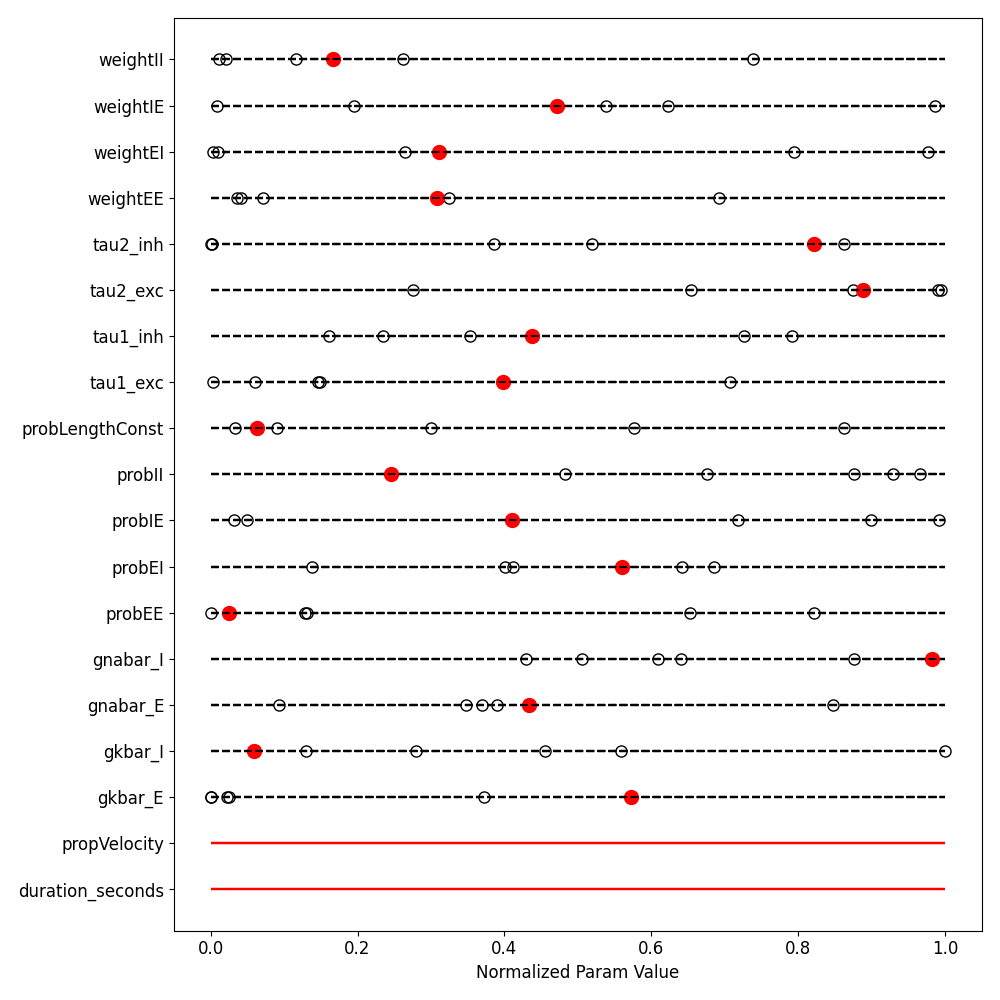 weightII
weightIE
weightEI
weightEE
tau2_inh
tau2_exc
tau1_inh
tau1_exc
probLengthConst
probII
probIE
probEI
probEE
gnabar_I
gnabar_E
gkbar_I
gkbar_E
propVelocity
duration_seconds
0.0 0.2 0.4 0.6 0.8 1.0
Normalized Param Value